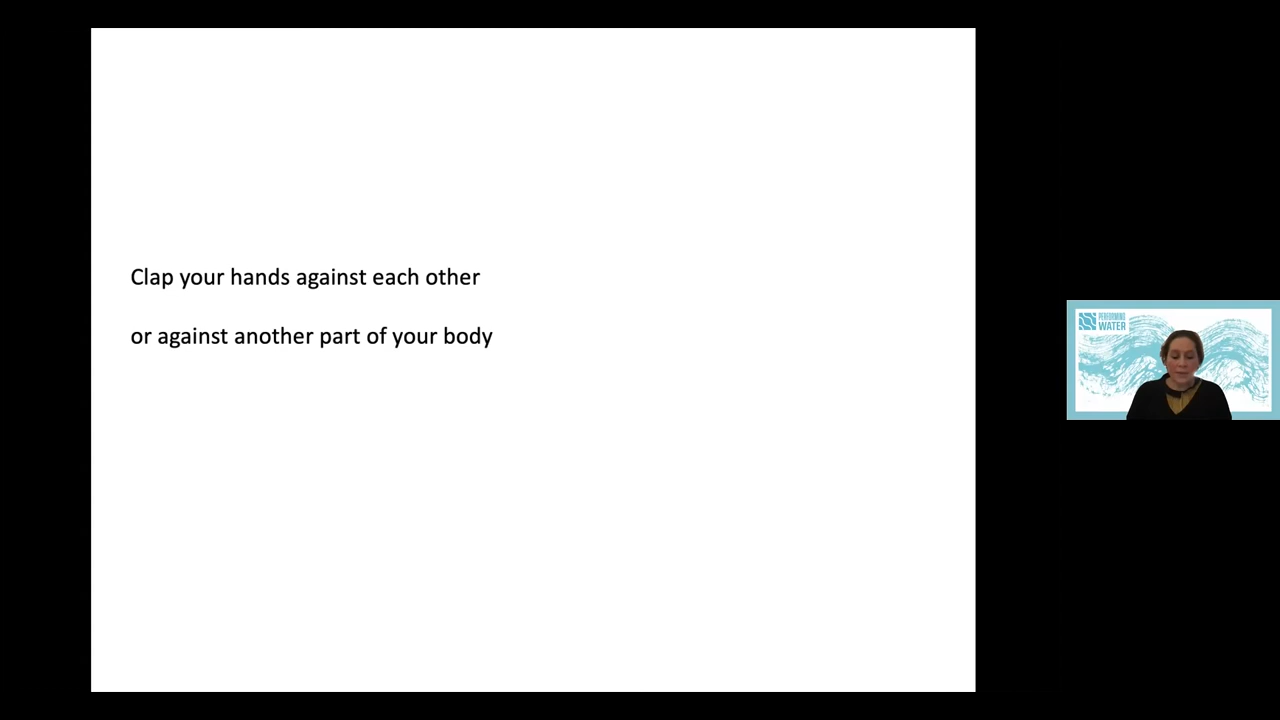 Clap your hands against each other
or against another part of your body
PERFORMING
WATER